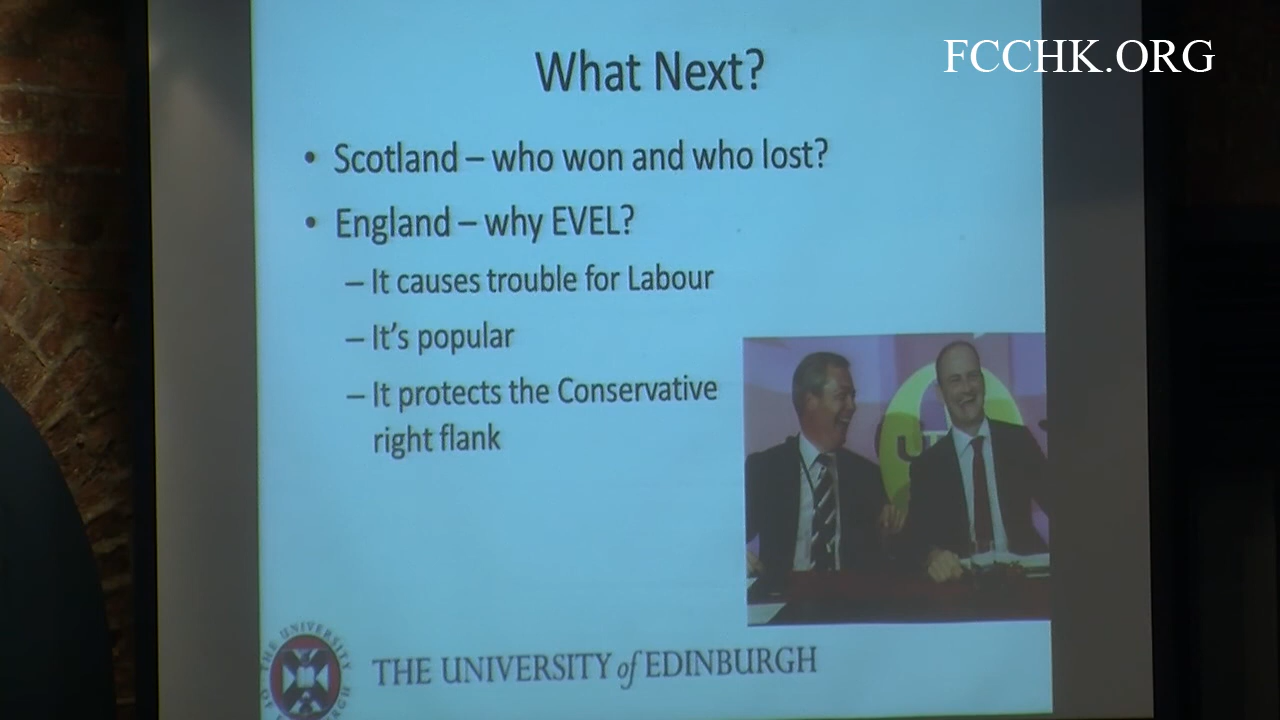 FCCHK.ORG
What Next?
• Scotland – who won and who lost?
• England – why EVEL?
– It causes trouble for Labour
– It's popular
– It protects the Conservative
right flank
THE UNIVERSITY of EDINBURGH